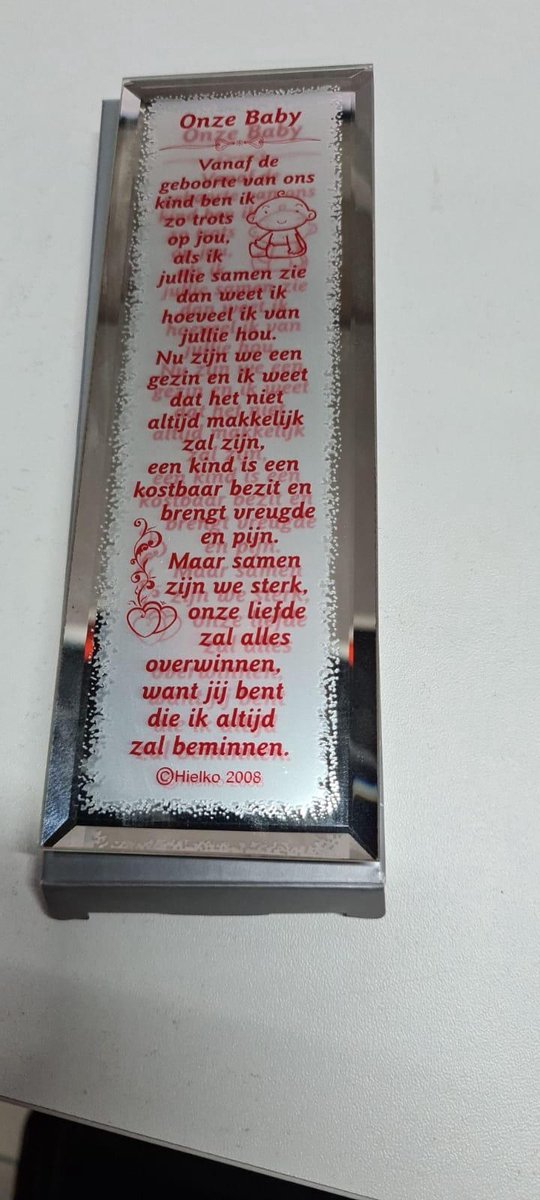 Onze Baby
Vanaf de
geboorte van ons
kind ben ik
zo trots
op jou,
als ik
jullie samen zie
dan weet ik
hoeveel ik van
jullie hou.
Nu zijn we een
gezin en ik weet
dat het niet
altijd makkelijk
zal zijn,
een kind is een
kostbaar bezit en
brengt vreugde
en pijn.
Maar samen
zijn we sterk,
onze liefde
zal alles
overwinnen,
want jij bent
die ik altijd
zal beminnen.
©Hielko 2008